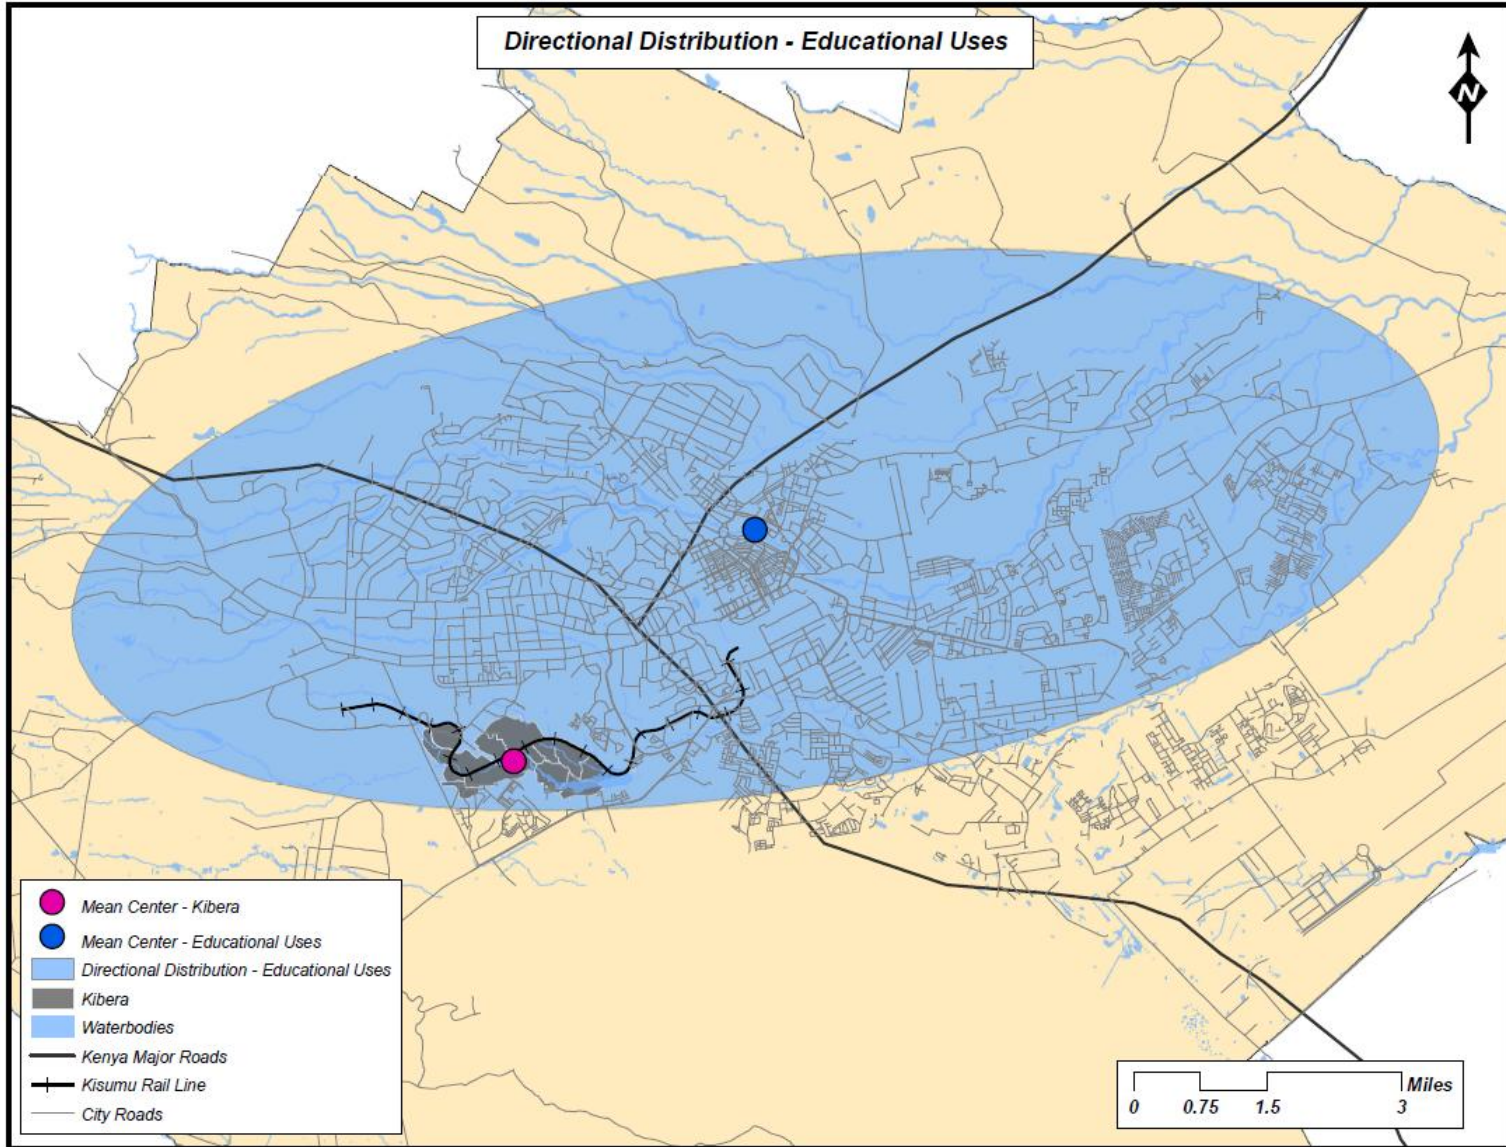 Directional Distribution - Educational Uses
N
Mean Center - Kibera
Mean Center - Educational Uses
Directional Distribution - Educational Uses
Kibera
Waterbodies
Kenya Major Roads
Kisumu Rail Line
City Roads
Miles
0 0.75 1.5 3